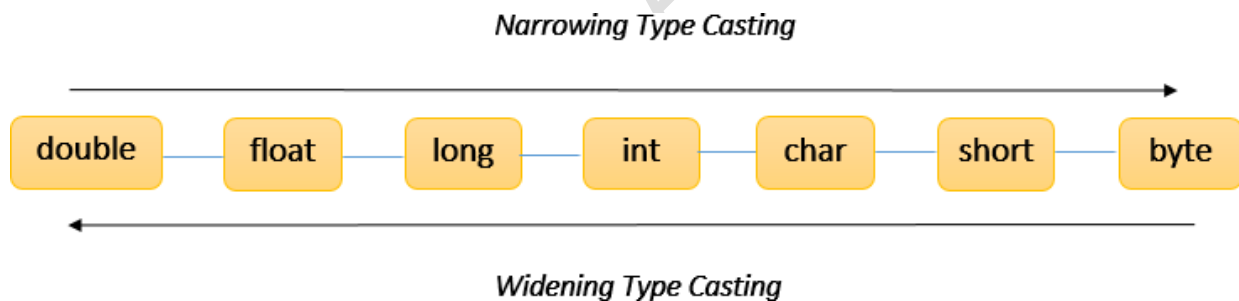 Narrowing Type Casting
double float long int char short byte
Widening Type Casting